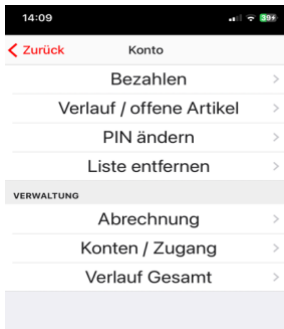 14:09
39
Zurück Konto
Bezahlen
Verlauf / offene Artikel
PIN ändern
Liste entfernen
VERWALTUNG
Abrechnung
Konten / Zugang
Verlauf Gesamt